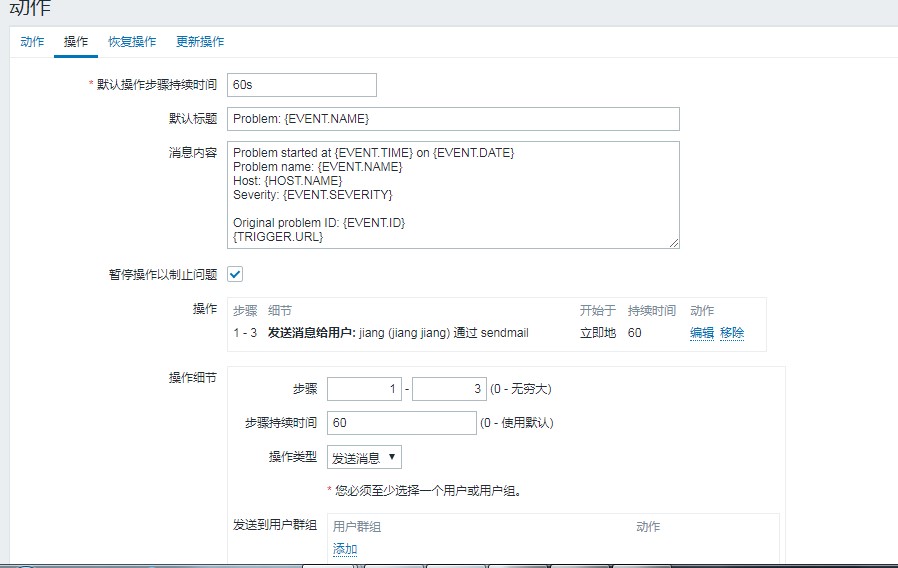 动作
动作 操作 恢复操作 更新操作
* 默认操作步骤持续时间 60s
默认标题 Problem: {EVENT.NAME}
消息内容 Problem started at {EVENT.TIME} on {EVENT.DATE}
Problem name: {EVENT.NAME}
Host: {HOST.NAME}
Severity: {EVENT.SEVERITY}
Original problem ID: {EVENT.ID}
{TRIGGER.URL}
暂停操作以制止问题
操作 步骤 细节 开始于 持续时间 动作
1 - 3 发送消息给用户: jiang (jiang jiang) 通过 sendmail 立即地 60 编辑 移除
操作细节
步骤 1 - 3 (0 - 无穷大)
步骤持续时间 60 (0 - 使用默认)
操作类型 发送消息
* 您必须至少选择一个用户或用户组。
发送到用户群组 用户群组 动作
添加